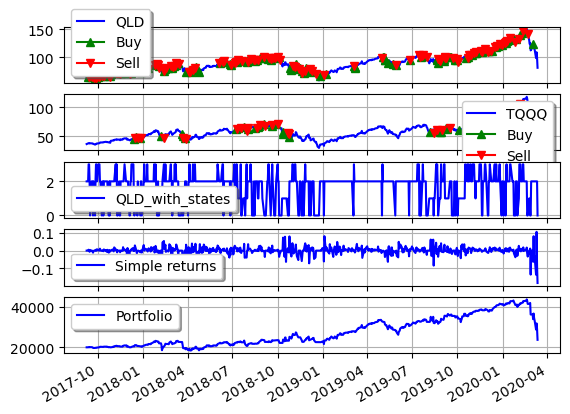 150
100
QLD
Buy
Sell
100
50
TQQQ
Buy
Sell
2
0
QLD_with_states
0.1
0.0
−0.1
Simple returns
40000
20000
Portfolio
2017-10 2018-01 2018-04 2018-07 2018-10 2019-01 2019-04 2019-07 2019-10 2020-01 2020-04